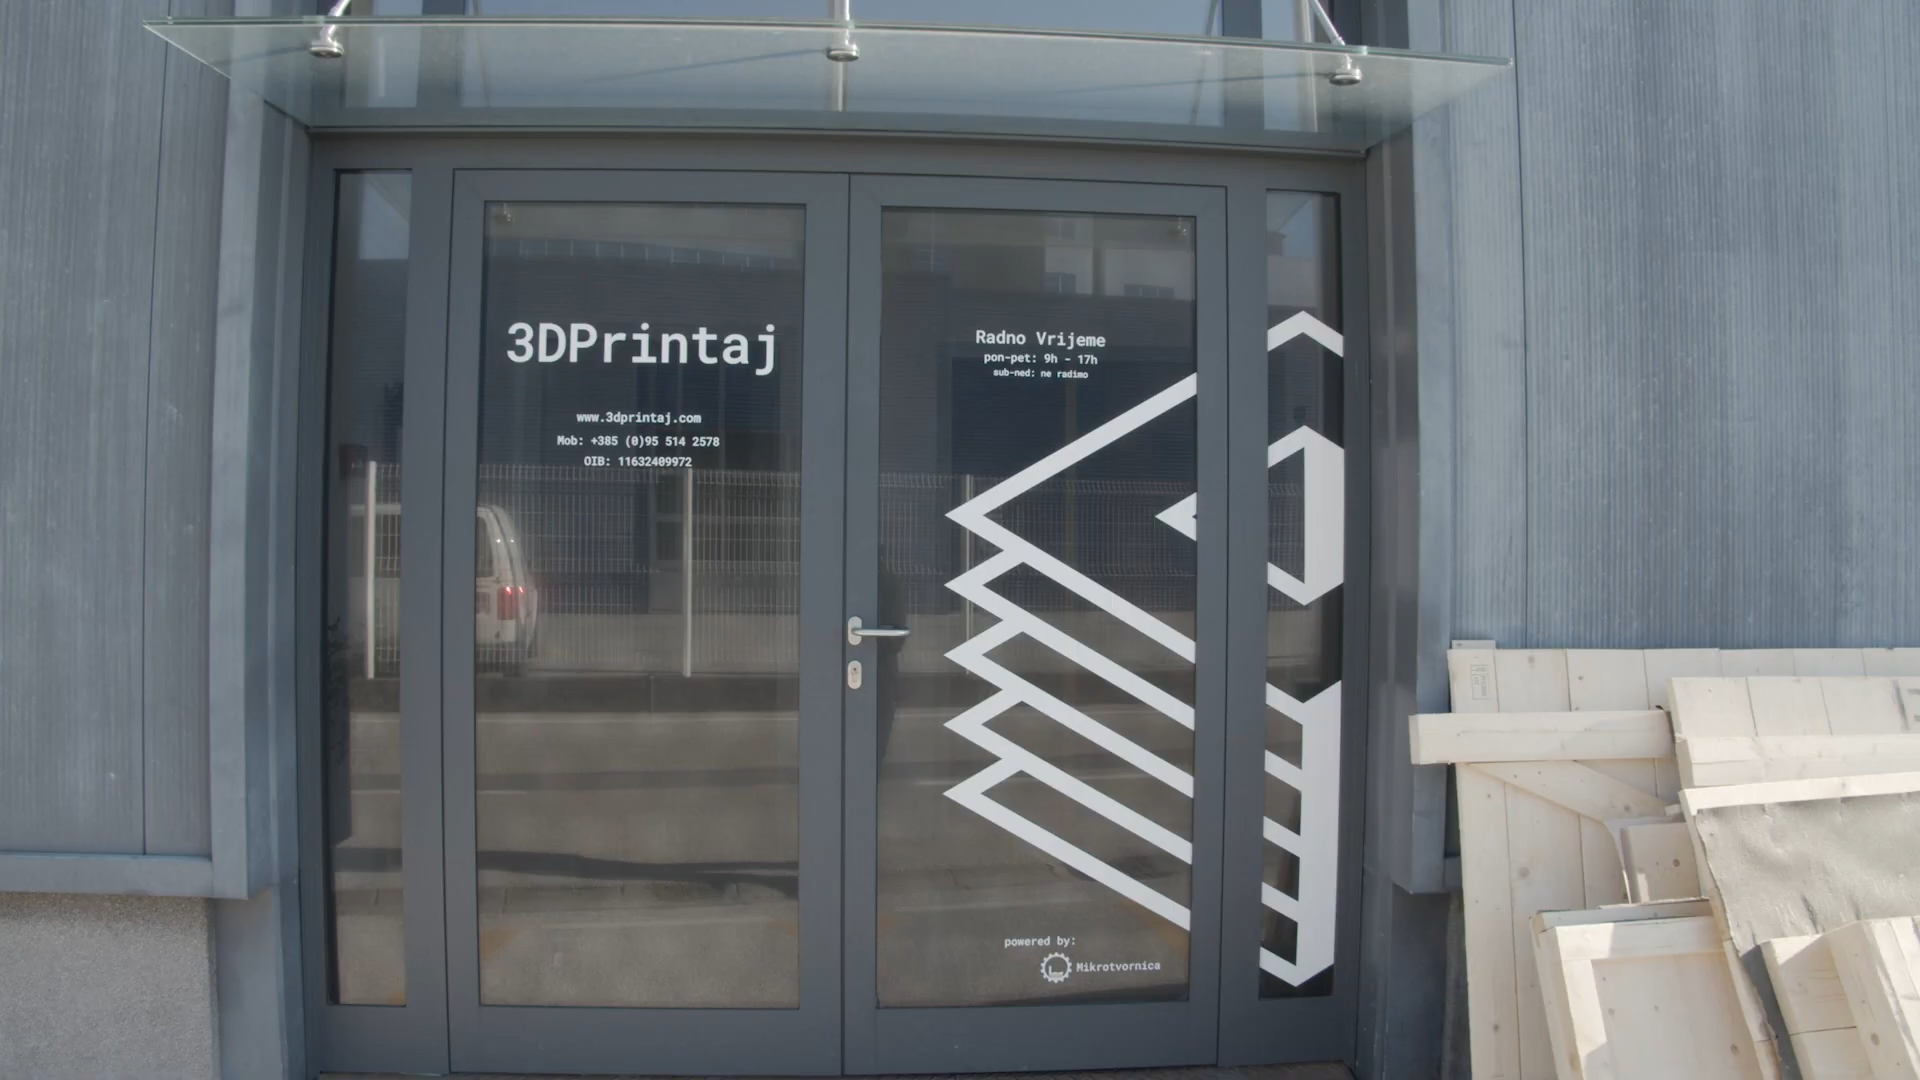 3DPrintaj
www.3dprintaj.com
Mob: +385 (0)95 514 2578
OIB: 11632409972
Radno Vrijeme
pon-pet: 9h - 17h
sub-ned: ne radimo
powered by:
Mikrotvornica